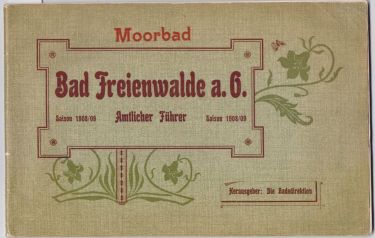 Moorbad
Bad Freienwalde a. O.
Saison 1908/09 Amtlicher Führer Saison 1908/09
Herausgeber: Die Badedirektion